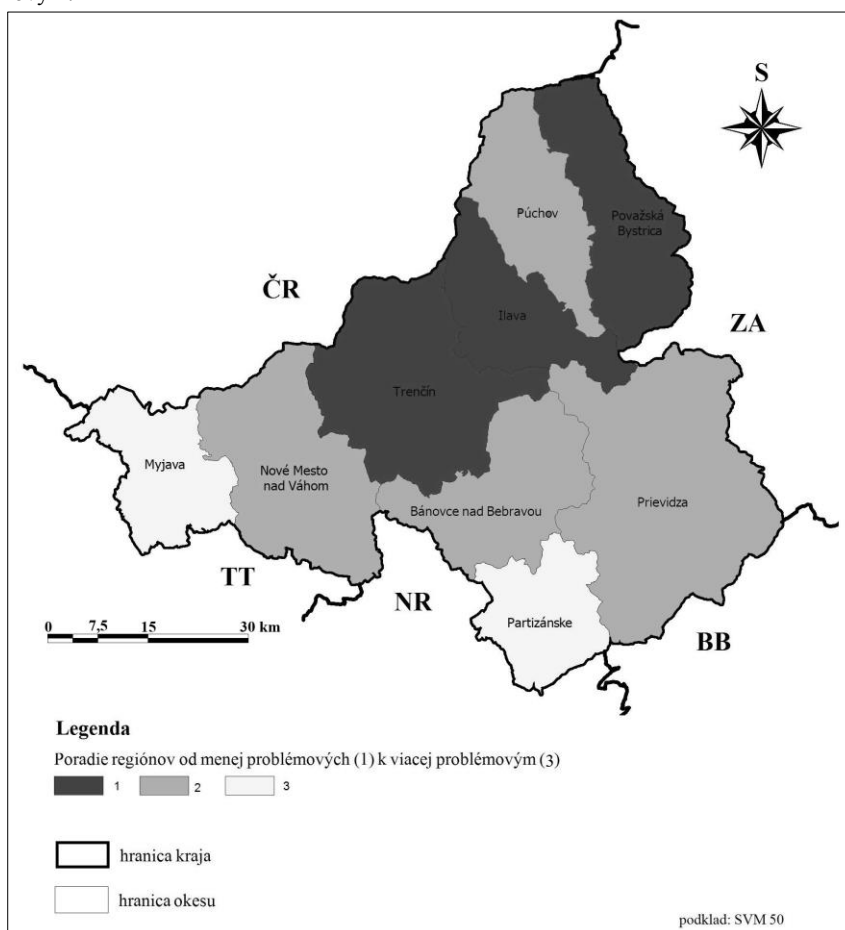 S
Púchov
Považská
Bystrica
ČR
Ilava
ZA
Trenčín
Myjava
Nové Mesto
nad Váhom
Bánovce nad Bebravou
Prievidza
TT
NR
Partizánske
BB
0 7,5 15 30 km
Legenda
Poradie regiónov od menej problémových (1) k viacej problémovým (3)
1 2 3
hranica kraja
hranica okesu
podklad: SVM 50